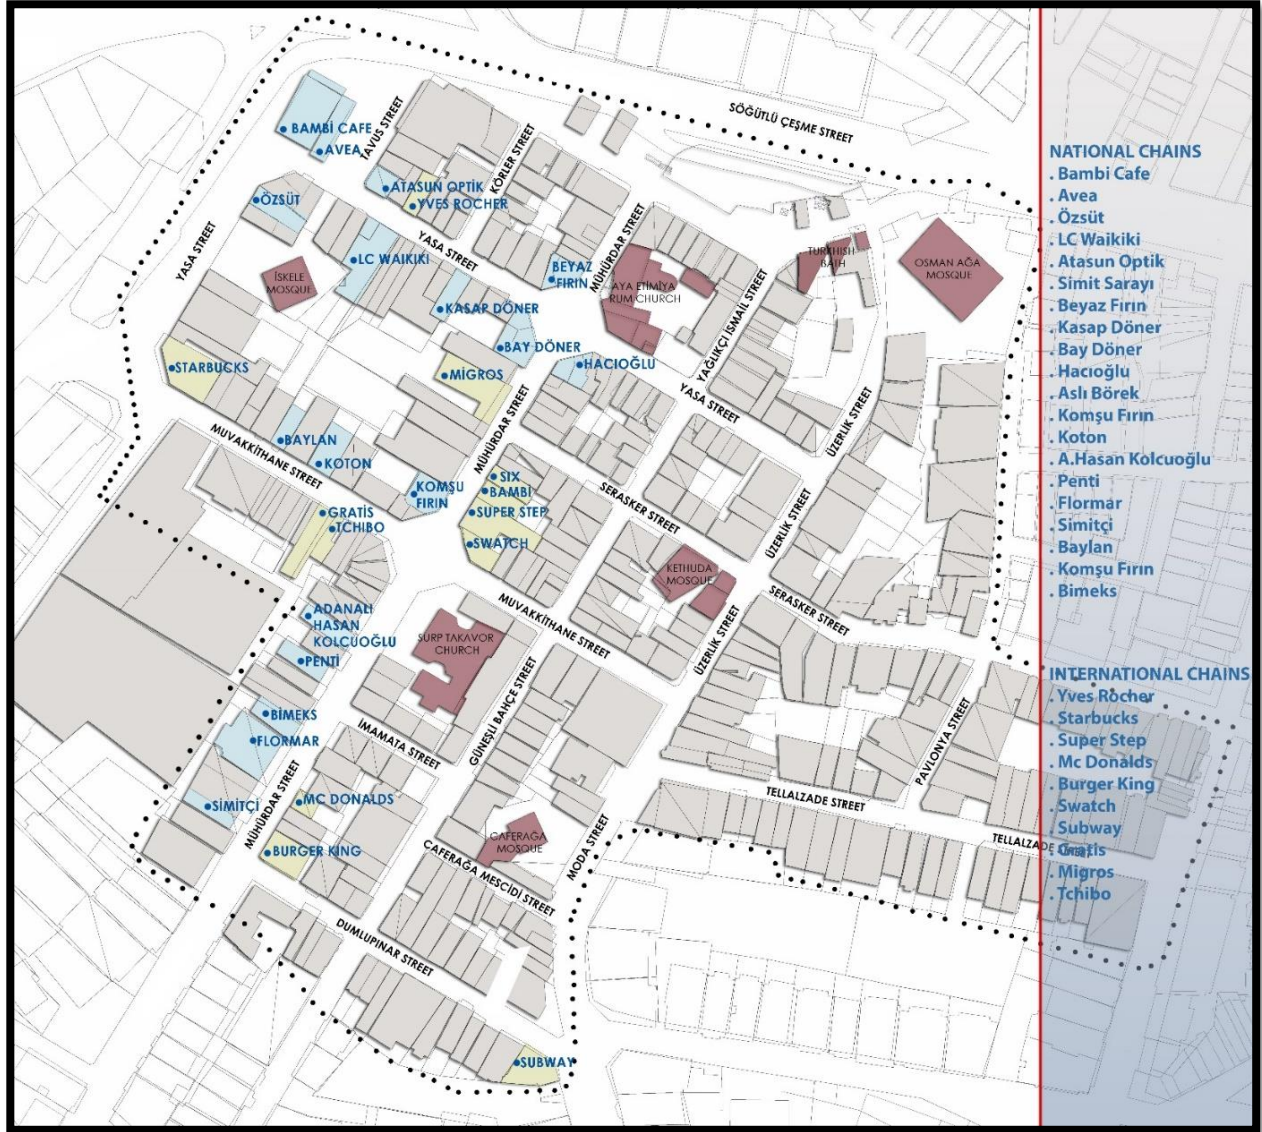 SÖĞÜTLÜ ÇEŞME STREET
BAMBİ CAFE
AVEA
TAVUS STREET
KÖRLER STREET
ATASUN OPTİK
YVES ROCHER
ÖZSÜT
YASA STREET
YASA STREET
LC WAIKIKI
İSKELE
MOSQUE
BEYAZ
FIRIN
MÜHÜRDAR STREET
AYA ETİMİYA
RUM CHURCH
YAĞLIKÇI İSMAİL STREET
TURKHISH
BATH
OSMAN AĞA
MOSQUE
KASAP DÖNER
BAY DÖNER
HACIOĞLU
STARBUCKS
MİGROS
YASA STREET
ÜZERLİK STREET
MÜHÜRDAR STREET
MUVAKKİTHANE STREET
BAYLAN
KOTON
KOMŞU
FIRIN
SIX
BAMBİ
SUPER STEP
SWATCH
SERASKER STREET
ÜZERLİK STREET
GRATİS
TCHIBO
KETHUDA
MOSQUE
SERASKER STREET
MUVAKKİTHANE STREET
ÜZERLİK STREET
ADANALI
HASAN
KOLCUOĞLU
PENTİ
SURP TAKAVOR
CHURCH
GÜNEŞLİ BAHÇE STREET
İMAMATA STREET
BİMEKS
FLORMAR
PAVLONYA STREET
SİMİTÇİ
MÜHÜRDAR STREET
MC DONALDS
BURGER KING
TELLALZADE STREET
TELLALZADE
CAFERAĞA
MOSQUE
MODA STREET
CAFERAĞA MESCİDİ STREET
DUMLUPINAR STREET
SUBWAY
NATIONAL CHAINS
. Bambi Cafe
. Avea
. Özsüt
. LC Waikiki
. Atasun Optik
. Simit Sarayı
. Beyaz Fırın
. Kasap Döner
. Bay Döner
. Hacıoğlu
. Aslı Börek
. Komşu Fırın
. Koton
. A.Hasan Kolcuoğlu
. Penti
. Flormar
. Simitçi
. Baylan
. Komşu Fırın
. Bimeks
INTERNATIONAL CHAINS
. Yves Rocher
. Starbucks
. Super Step
. Mc Donalds
. Burger King
. Swatch
. Subway
. Gratis
. Migros
. Tchibo